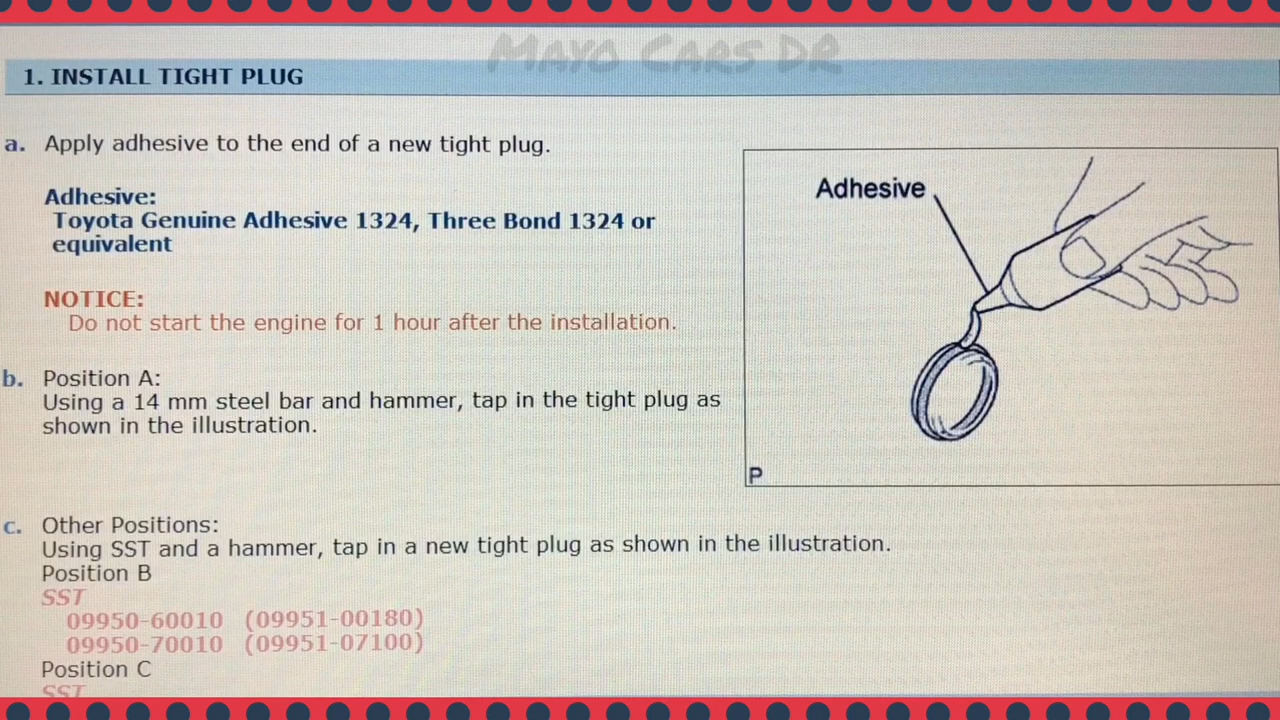 Mayo Cars DR
1. INSTALL TIGHT PLUG
a. Apply adhesive to the end of a new tight plug.
Adhesive:
Toyota Genuine Adhesive 1324, Three Bond 1324 or
equivalent
NOTICE:
Do not start the engine for 1 hour after the installation.
Adhesive
b. Position A:
Using a 14 mm steel bar and hammer, tap in the tight plug as
shown in the illustration.
P
c. Other Positions:
Using SST and a hammer, tap in a new tight plug as shown in the illustration.
Position B
SST
09950-60010 (09951-00180)
09950-70010 (09951-07100)
Position C
SST